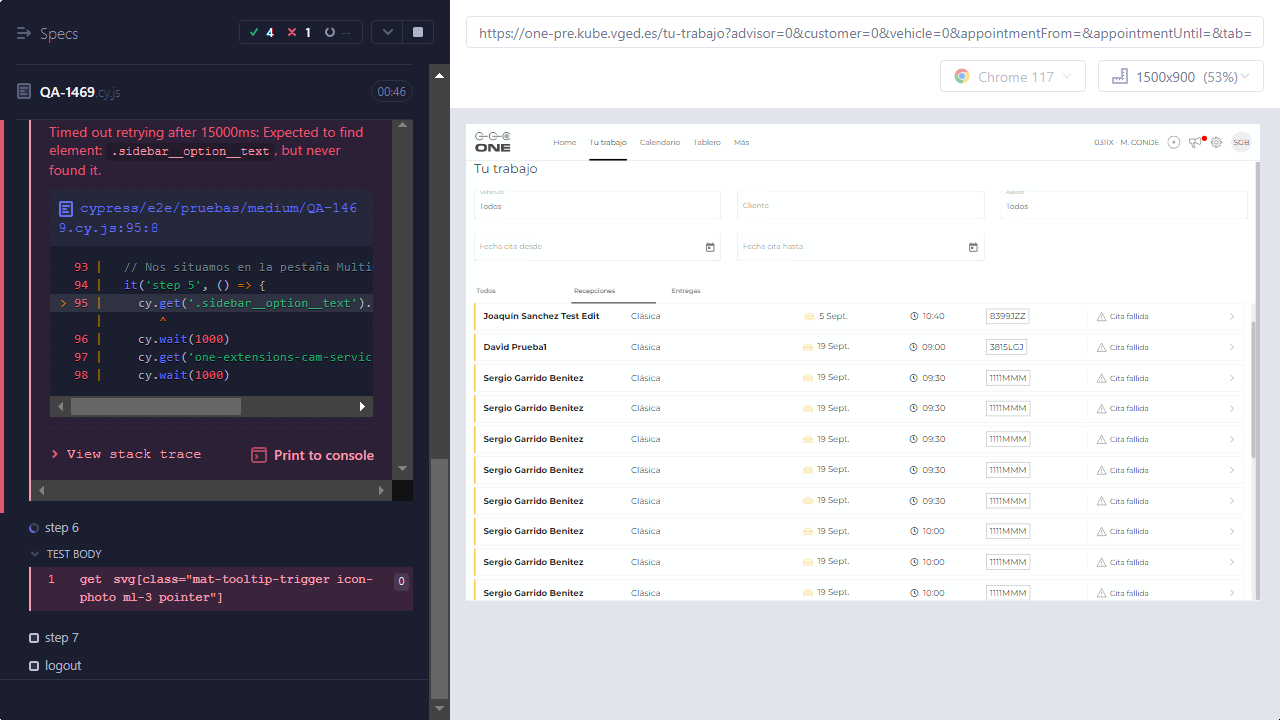 Specs
4
1
--
QA-1469 cy.js
00:46
Timed out retrying after 15000ms: Expected to find
element: .sidebar__option__text, but never
found it.
cypress/e2e/pruebas/medium/QA-146
9.cy.js:95:8
93 | // Nos situamos en la pestaña Multi
94 | it('step 5', () => {
> 95 | cy.get('.sidebar__option__text').
| ^
96 | cy.wait(1000)
97 | cy.get('one-extensions-cam-servic
98 | cy.wait(1000)
> View stack trace
Print to console
step 6
TEST BODY
1 get svg[class="mat-tooltip-trigger icon-
photo ml-3 pointer"]
0
step 7
logout
https://one-pre.kube.vged.es/tu-trabajo?advisor=0&customer=0&vehicle=0&appointmentFrom=&appointmentUntil=&tab=
Chrome 117
1500x900 (53%)
ONE
Home Tu trabajo Calendario Tablero Más
0311X - M. CONDE
SGB
Tu trabajo
Vehículo
Todos
Cliente
Asesor
Todos
Fecha cita desde
Fecha cita hasta
Todos Recepciones Entregas
Joaquín Sanchez Test Edit Clásica 5 Sept. 10:40 8399JZZ Cita fallida
David Prueba1 Clásica 19 Sept. 09:00 3815LGJ Cita fallida
Sergio Garrido Benitez Clásica 19 Sept. 09:30 1111MMM Cita fallida
Sergio Garrido Benitez Clásica 19 Sept. 09:30 1111MMM Cita fallida
Sergio Garrido Benitez Clásica 19 Sept. 09:30 1111MMM Cita fallida
Sergio Garrido Benitez Clásica 19 Sept. 09:30 1111MMM Cita fallida
Sergio Garrido Benitez Clásica 19 Sept. 09:30 1111MMM Cita fallida
Sergio Garrido Benitez Clásica 19 Sept. 10:00 1111MMM Cita fallida
Sergio Garrido Benitez Clásica 19 Sept. 10:00 1111MMM Cita fallida
Sergio Garrido Benitez Clásica 19 Sept. 10:00 1111MMM Cita fallida